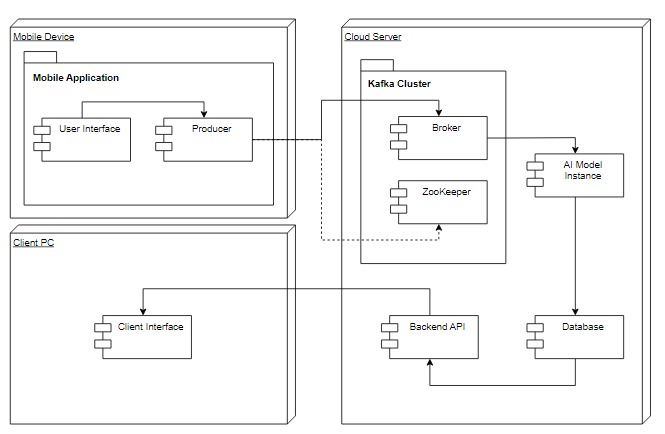 Mobile Device
Mobile Application
User Interface
Producer
Client PC
Client Interface
Cloud Server
Kafka Cluster
Broker
ZooKeeper
AI Model
Instance
Backend API
Database